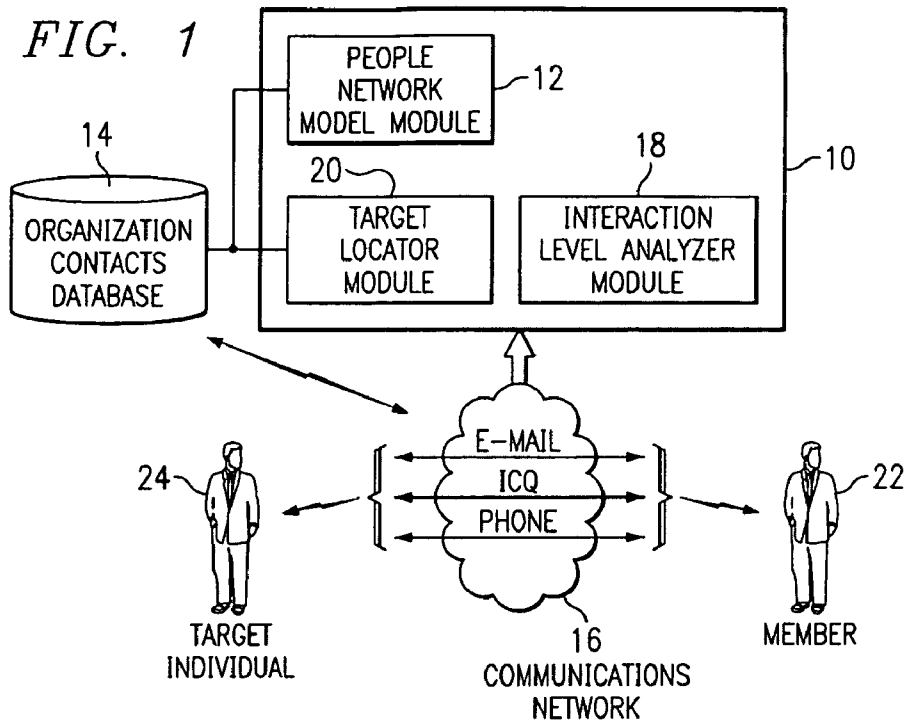 FIG. 1
PEOPLE
NETWORK
MODEL MODULE
12
14
ORGANIZATION
CONTACTS
DATABASE
20
TARGET
LOCATOR
MODULE
18
INTERACTION
LEVEL ANALYZER
MODULE
10
E-MAIL
ICQ
PHONE
24
TARGET
INDIVIDUAL
22
MEMBER
16
COMMUNICATIONS
NETWORK